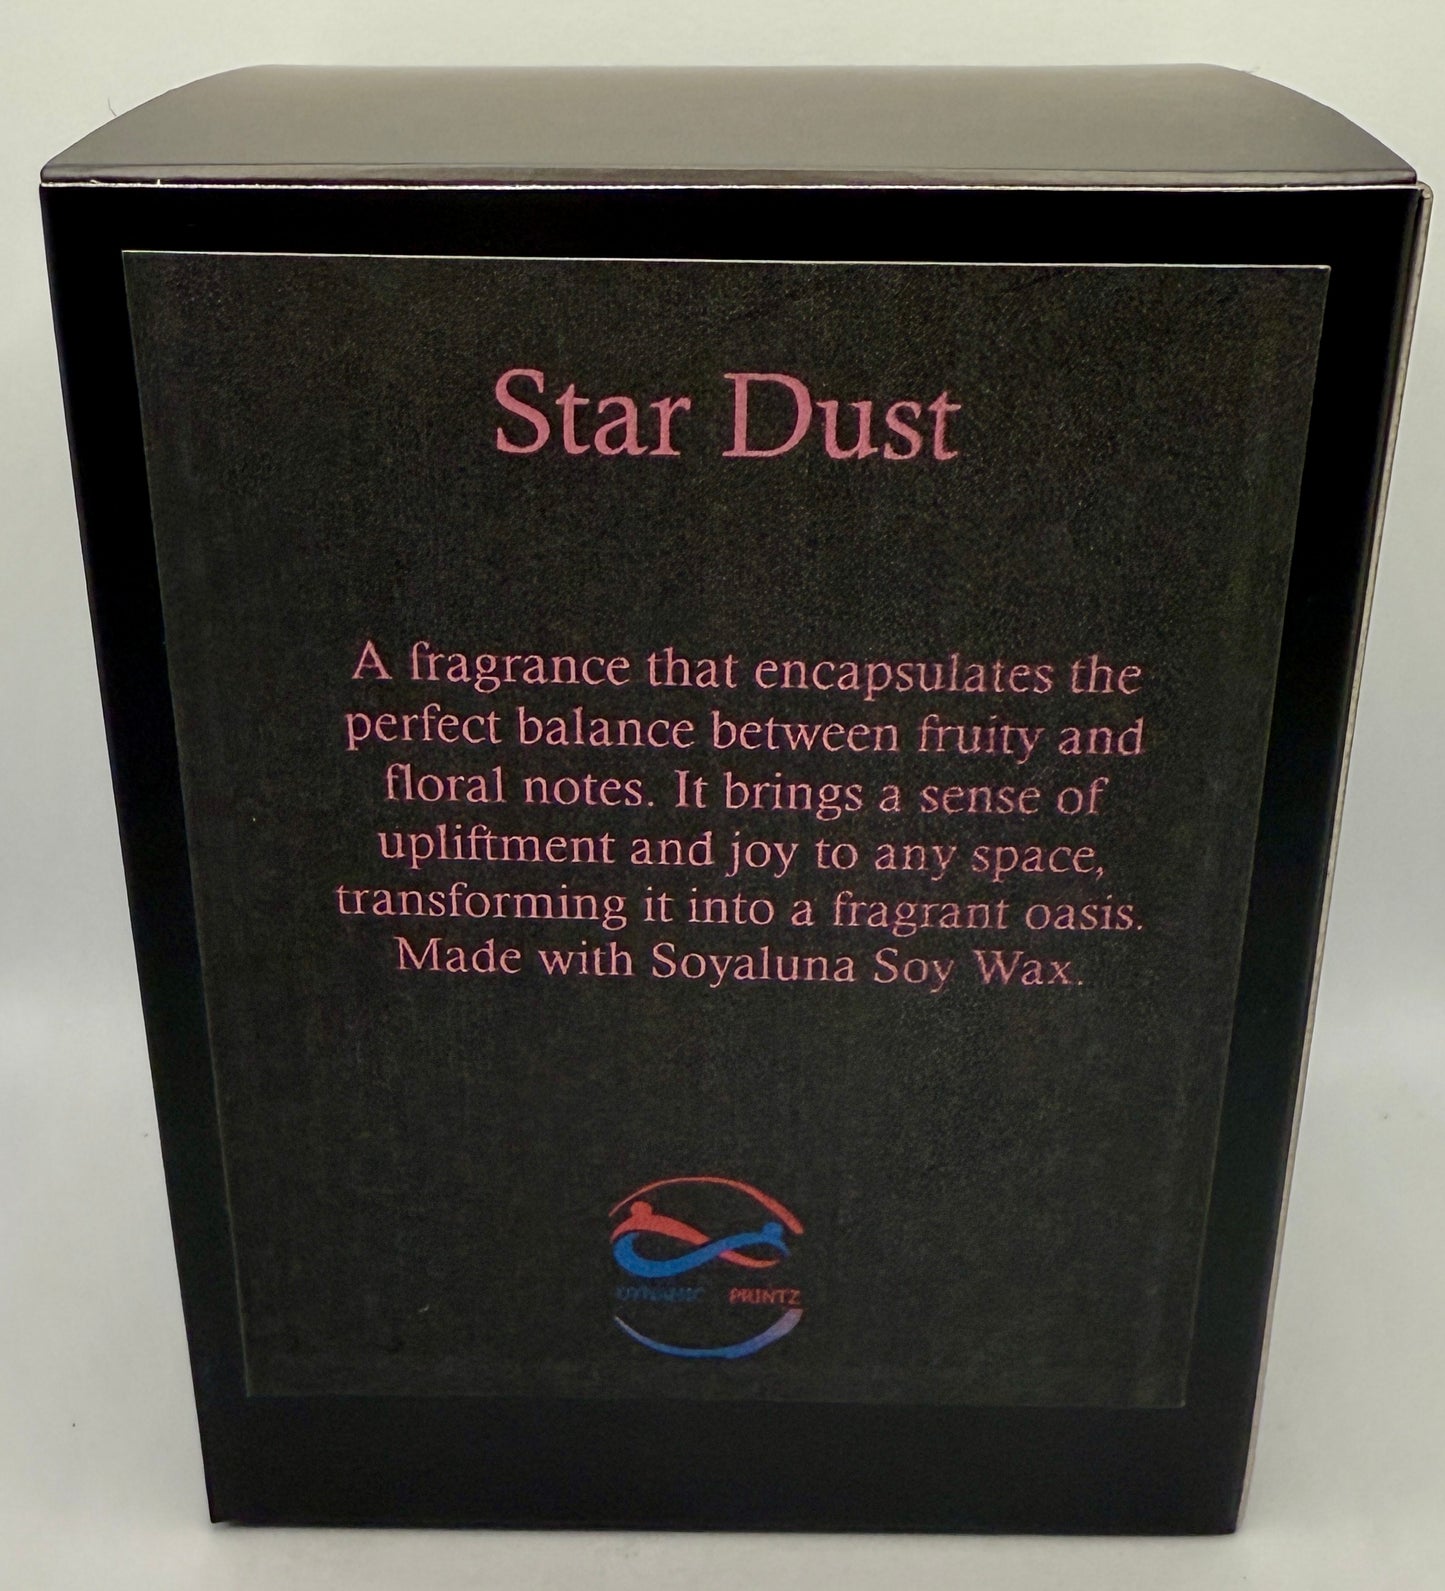 Star Dust
A fragrance that encapsulates the
perfect balance between fruity and
floral notes. It brings a sense of
upliftment and joy to any space,
transforming it into a fragrant oasis.
Made with Soyaluna Soy Wax.
DYNAMIC PRINTZ